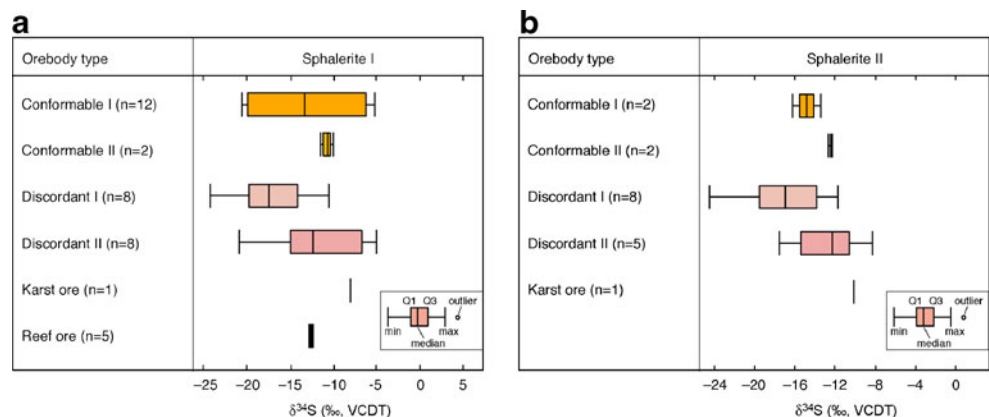 a
Orebody type Sphalerite I
Conformable I (n=12)
Conformable II (n=2)
Discordant I (n=8)
Discordant II (n=8)
Karst ore (n=1)
Reef ore (n=5)
Q1 Q3 outlier
min max
median
−25 −20 −15 −10 −5 0 5
δ³⁴S (‰, VCDT)
b
Orebody type Sphalerite II
Conformable I (n=2)
Conformable II (n=2)
Discordant I (n=8)
Discordant II (n=5)
Karst ore (n=1)
Q1 Q3 outlier
min max
median
−24 −20 −16 −12 −8 −4 0
δ³⁴S (‰, VCDT)